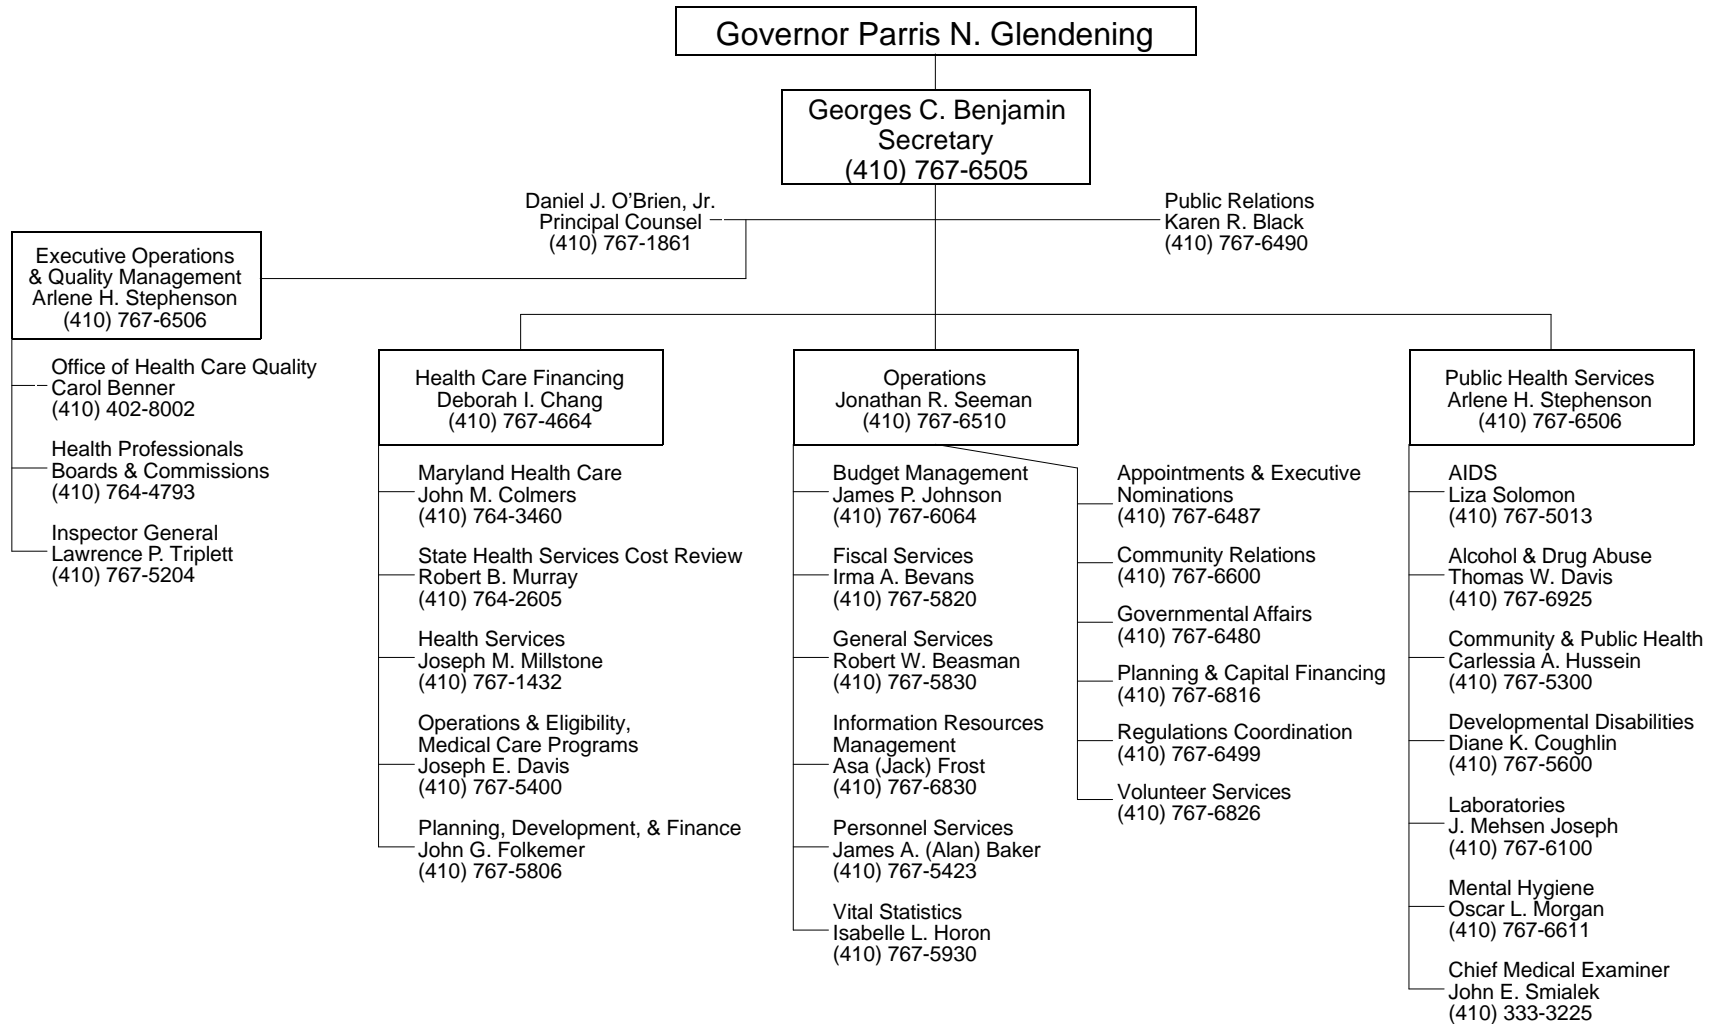 Governor Parris N. Glendening
Georges C. Benjamin
Secretary
(410) 767-6505
Daniel J. O’Brien, Jr.
Principal Counsel
(410) 767-1861
Public Relations
Karen R. Black
(410) 767-6490
Executive Operations
& Quality Management
Arlene H. Stephenson
(410) 767-6506
Office of Health Care Quality
Carol Benner
(410) 402-8002
Health Professionals
Boards & Commissions
(410) 764-4793
Inspector General
Lawrence P. Triplett
(410) 767-5204
Health Care Financing
Deborah I. Chang
(410) 767-4664
Maryland Health Care
John M. Colmers
(410) 764-3460
State Health Services Cost Review
Robert B. Murray
(410) 764-2605
Health Services
Joseph M. Millstone
(410) 767-1432
Operations & Eligibility,
Medical Care Programs
Joseph E. Davis
(410) 767-5400
Planning, Development, & Finance
John G. Folkemer
(410) 767-5806
Operations
Jonathan R. Seeman
(410) 767-6510
Budget Management
James P. Johnson
(410) 767-6064
Fiscal Services
Irma A. Bevans
(410) 767-5820
General Services
Robert W. Beasman
(410) 767-5830
Information Resources
Management
Asa (Jack) Frost
(410) 767-6830
Personnel Services
James A. (Alan) Baker
(410) 767-5423
Vital Statistics
Isabelle L. Horon
(410) 767-5930
Appointments & Executive
Nominations
(410) 767-6487
Community Relations
(410) 767-6600
Governmental Affairs
(410) 767-6480
Planning & Capital Financing
(410) 767-6816
Regulations Coordination
(410) 767-6499
Volunteer Services
(410) 767-6826
Public Health Services
Arlene H. Stephenson
(410) 767-6506
AIDS
Liza Solomon
(410) 767-5013
Alcohol & Drug Abuse
Thomas W. Davis
(410) 767-6925
Community & Public Health
Carlessia A. Hussein
(410) 767-5300
Developmental Disabilities
Diane K. Coughlin
(410) 767-5600
Laboratories
J. Mehsen Joseph
(410) 767-6100
Mental Hygiene
Oscar L. Morgan
(410) 767-6611
Chief Medical Examiner
John E. Smialek
(410) 333-3225